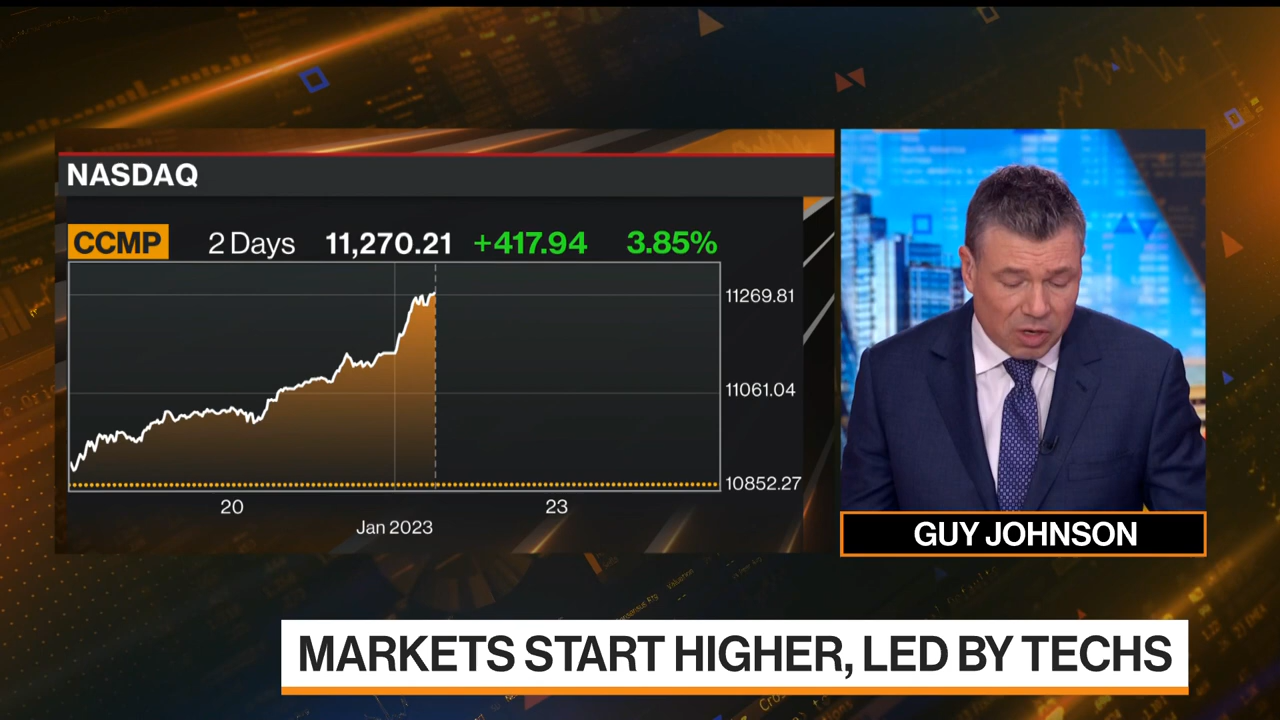 NASDAQ
CCMP 2 Days 11,270.21 +417.94 3.85%
11269.81
11061.04
10852.27
20 23
Jan 2023
GUY JOHNSON
MARKETS START HIGHER, LED BY TECHS